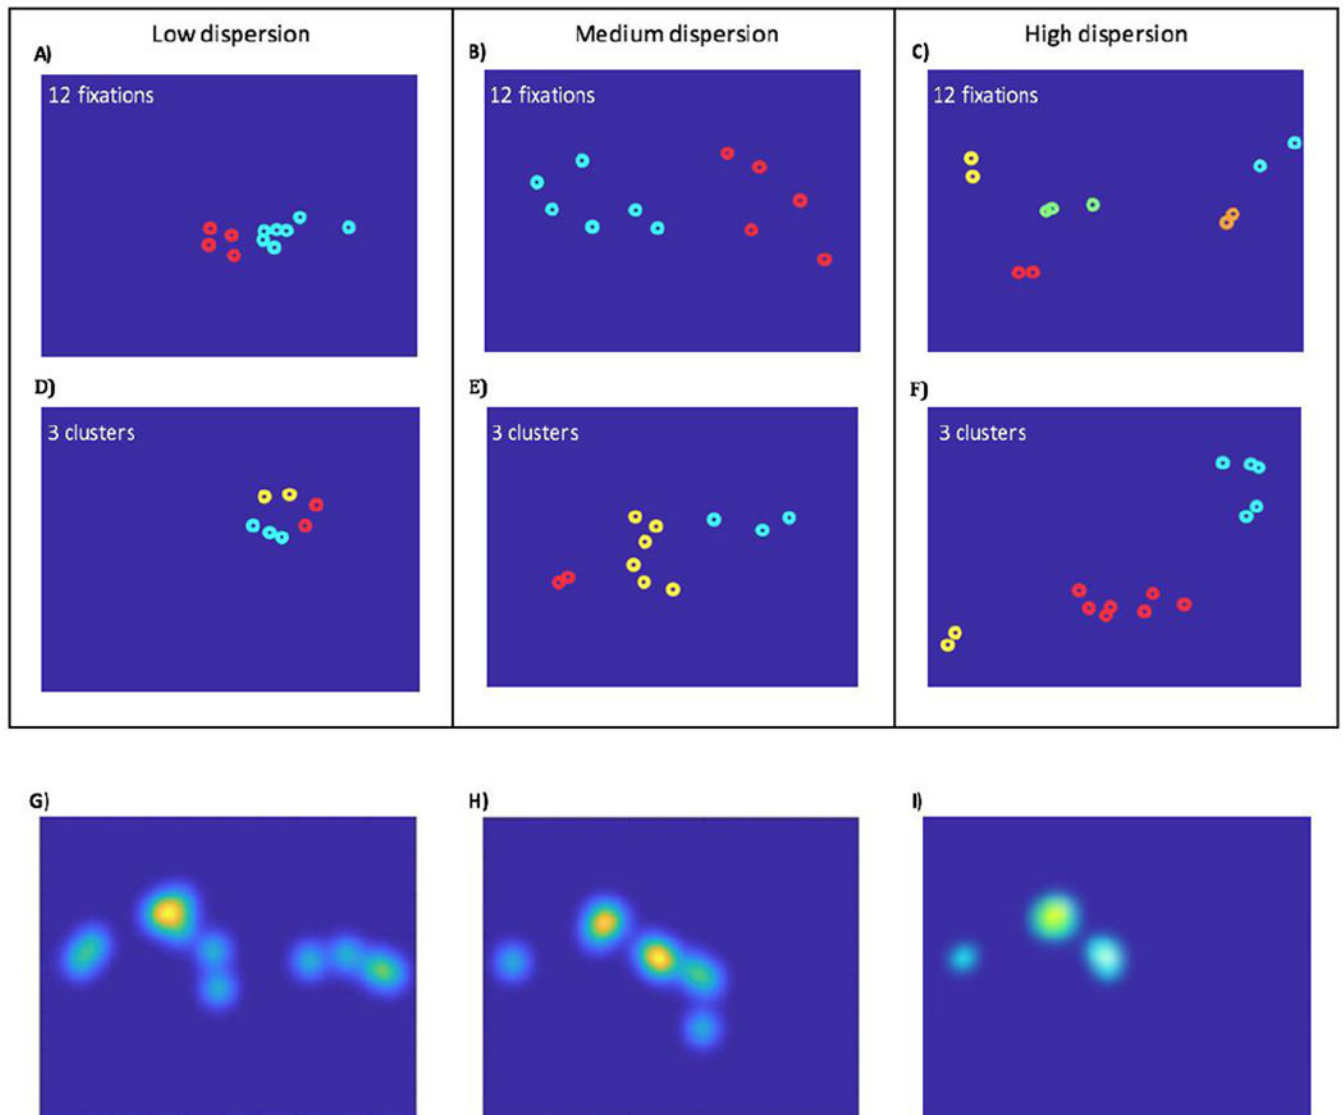 Low dispersion
Medium dispersion
High dispersion
A)
B)
C)
12 fixations
12 fixations
12 fixations
D)
E)
F)
3 clusters
3 clusters
3 clusters
G)
H)
I)